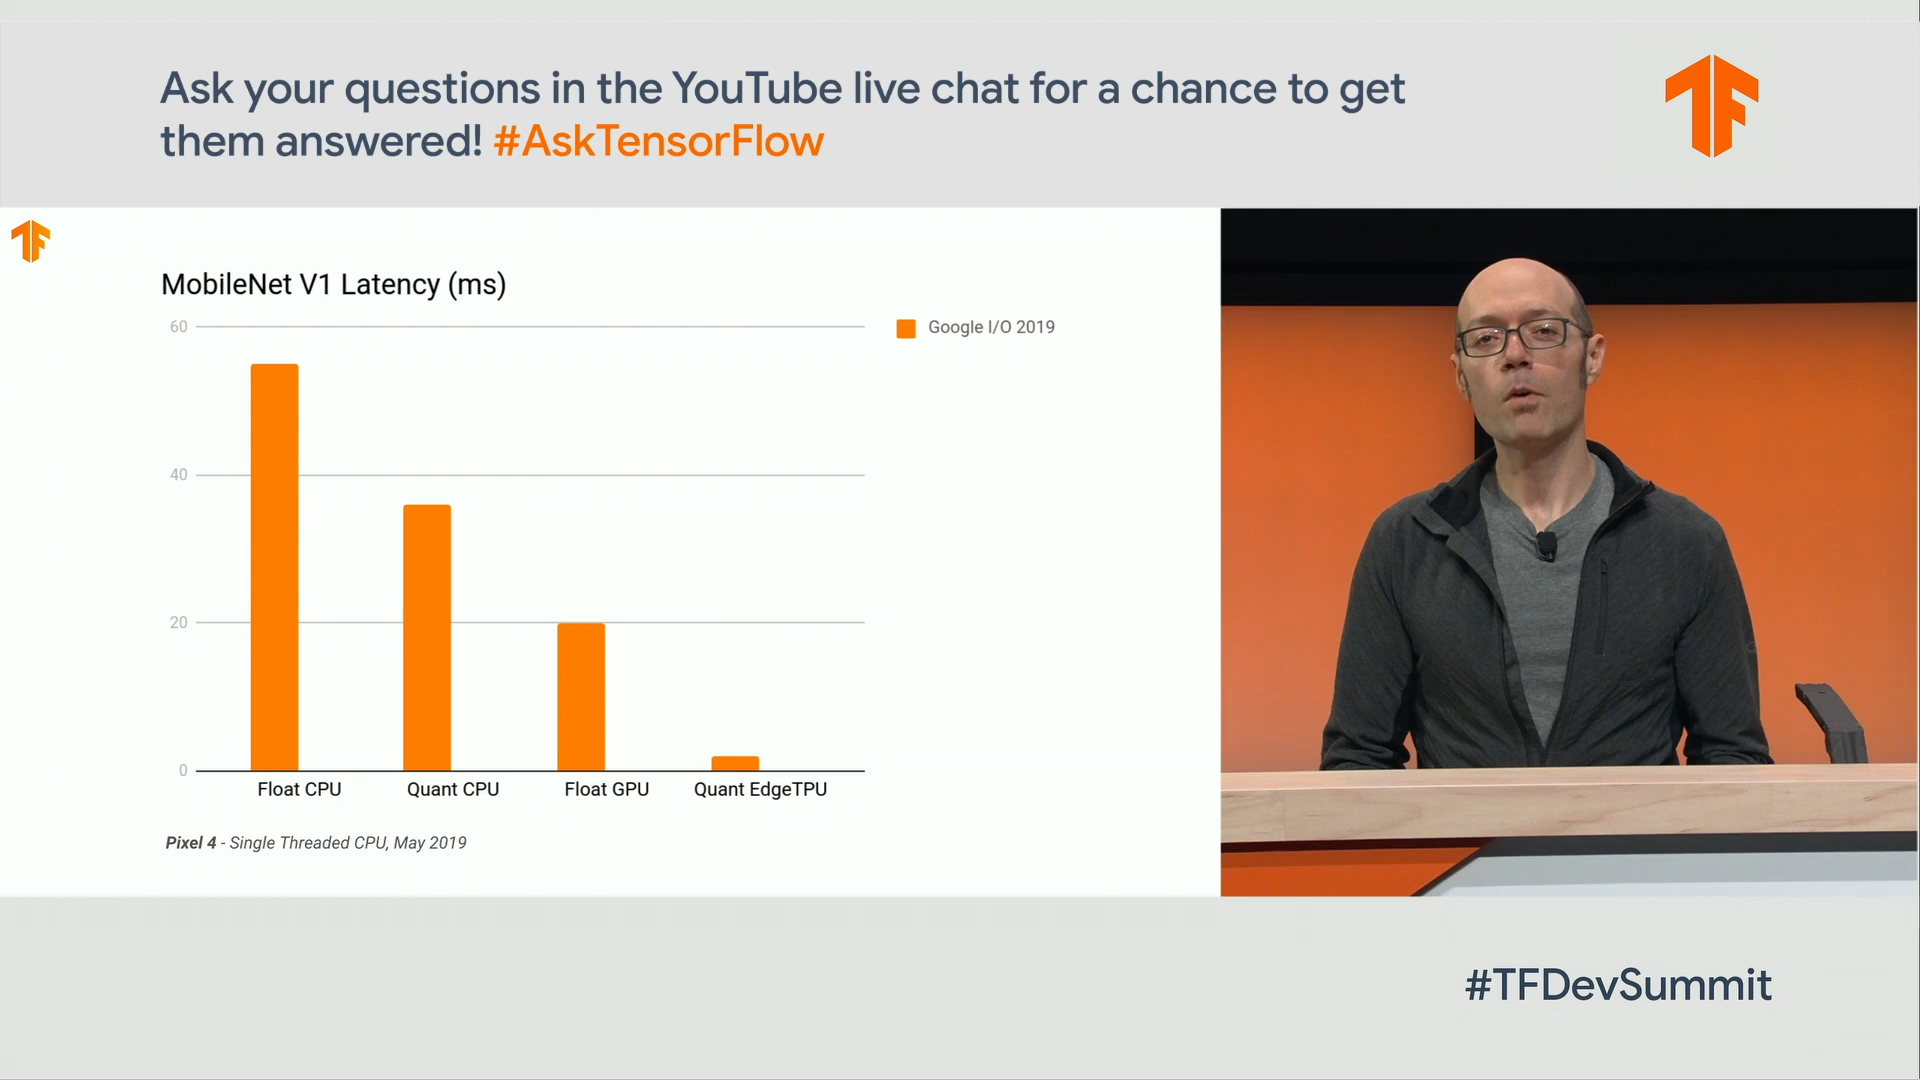 Ask your questions in the YouTube live chat for a chance to get
them answered! #AskTensorFlow
MobileNet V1 Latency (ms)
60
40
20
0
Google I/O 2019
Float CPU
Quant CPU
Float GPU
Quant EdgeTPU
Pixel 4 - Single Threaded CPU, May 2019
#TFDevSummit